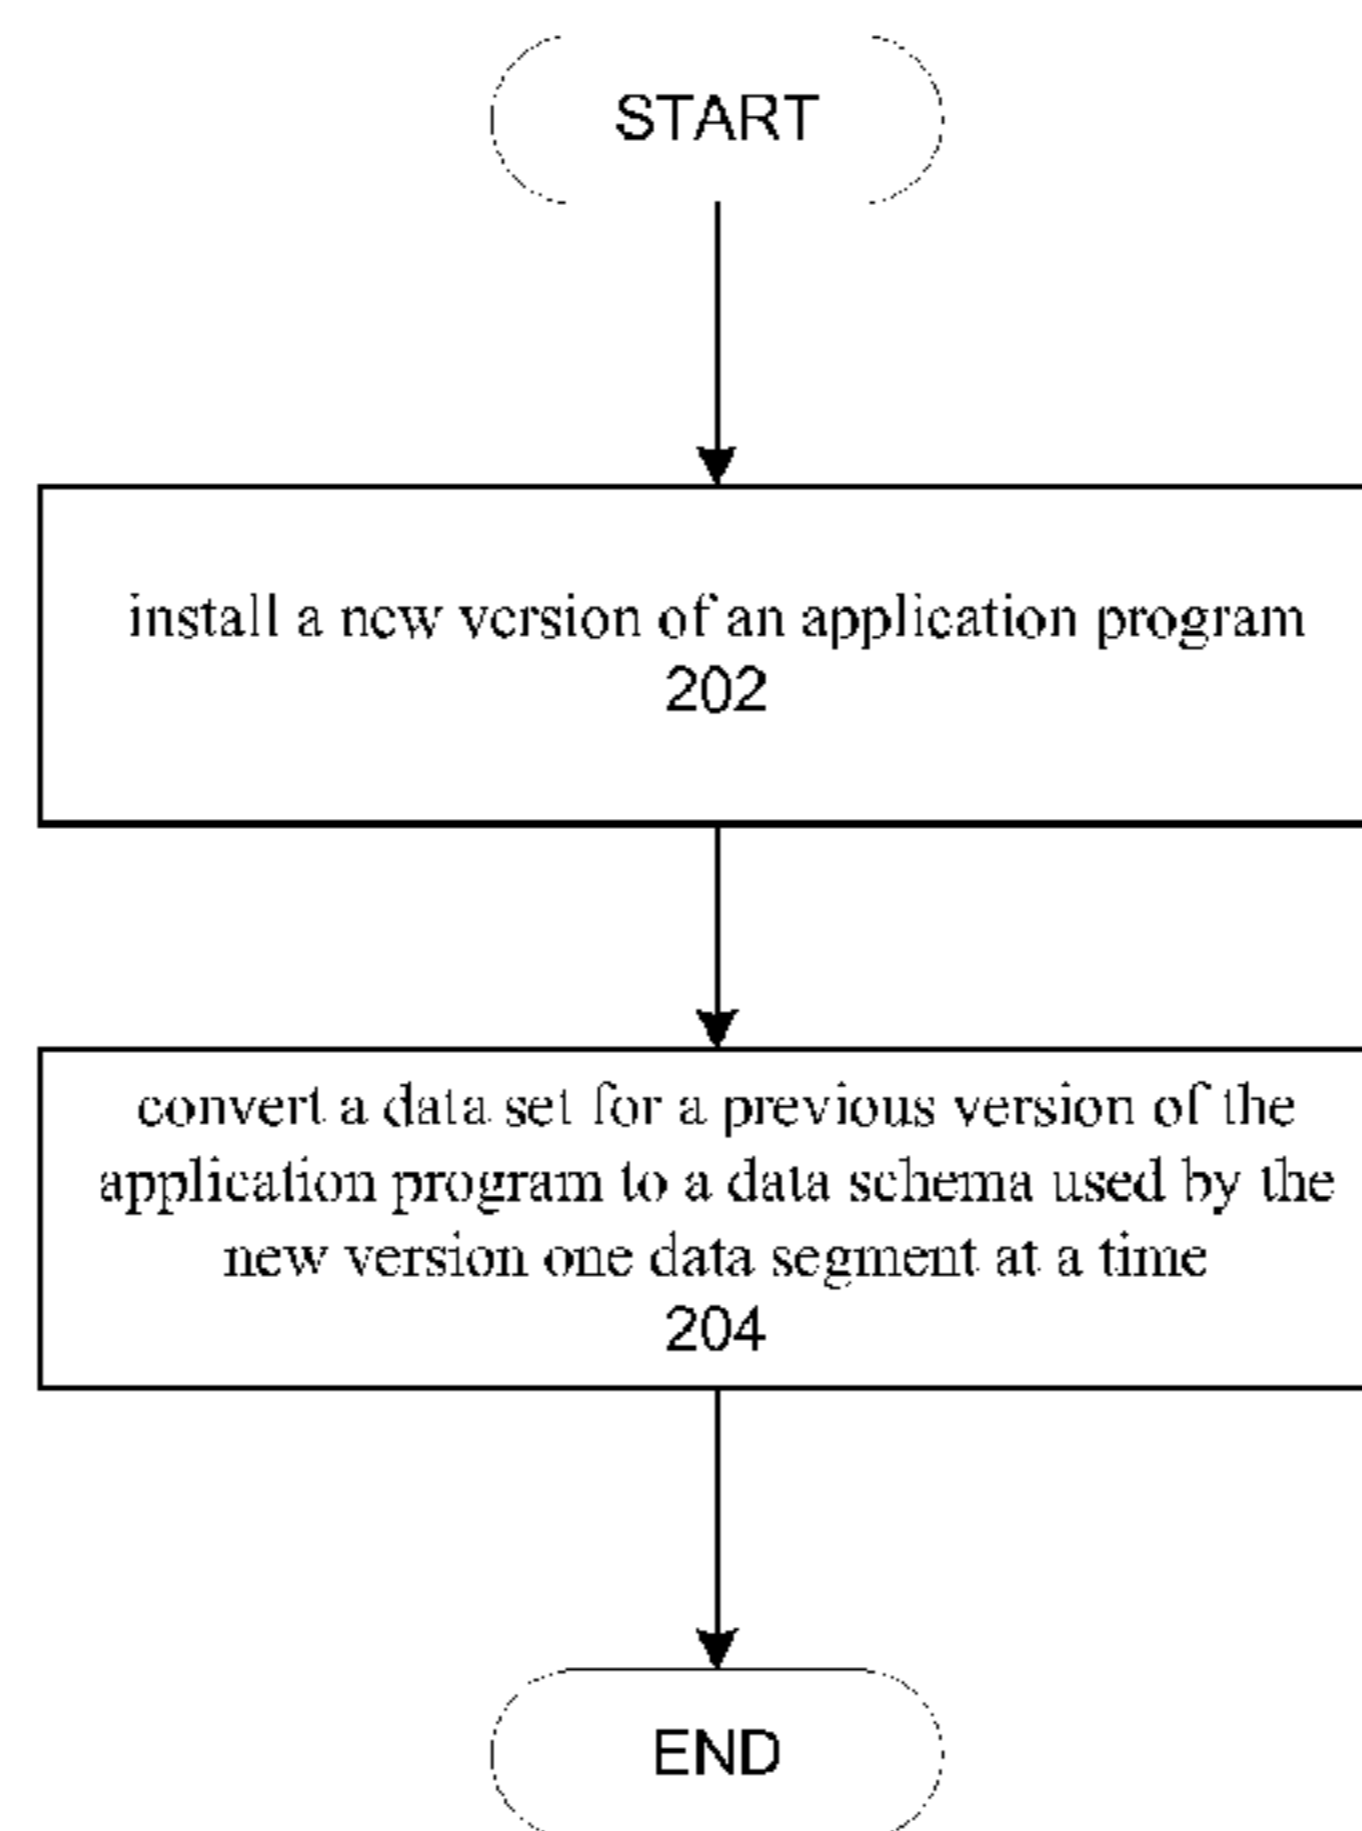 START
install a new version of an application program
202
convert a data set for a previous version of the
application program to a data schema used by the
new version one data segment at a time
204
END